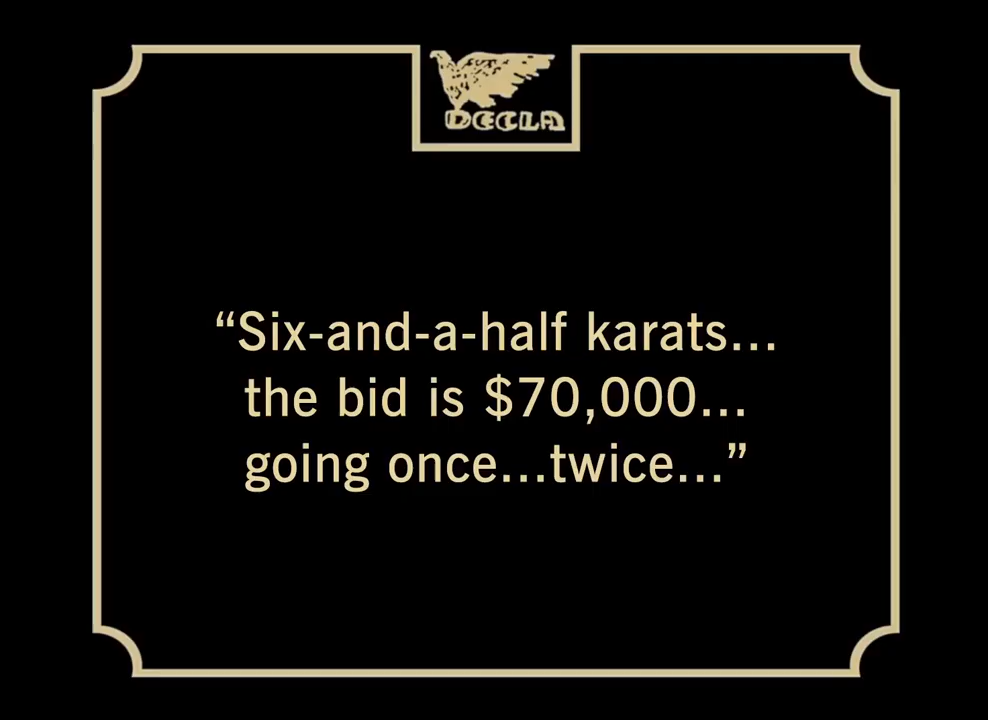 DECLA
“Six-and-a-half karats...
the bid is $70,000...
going once...twice...”